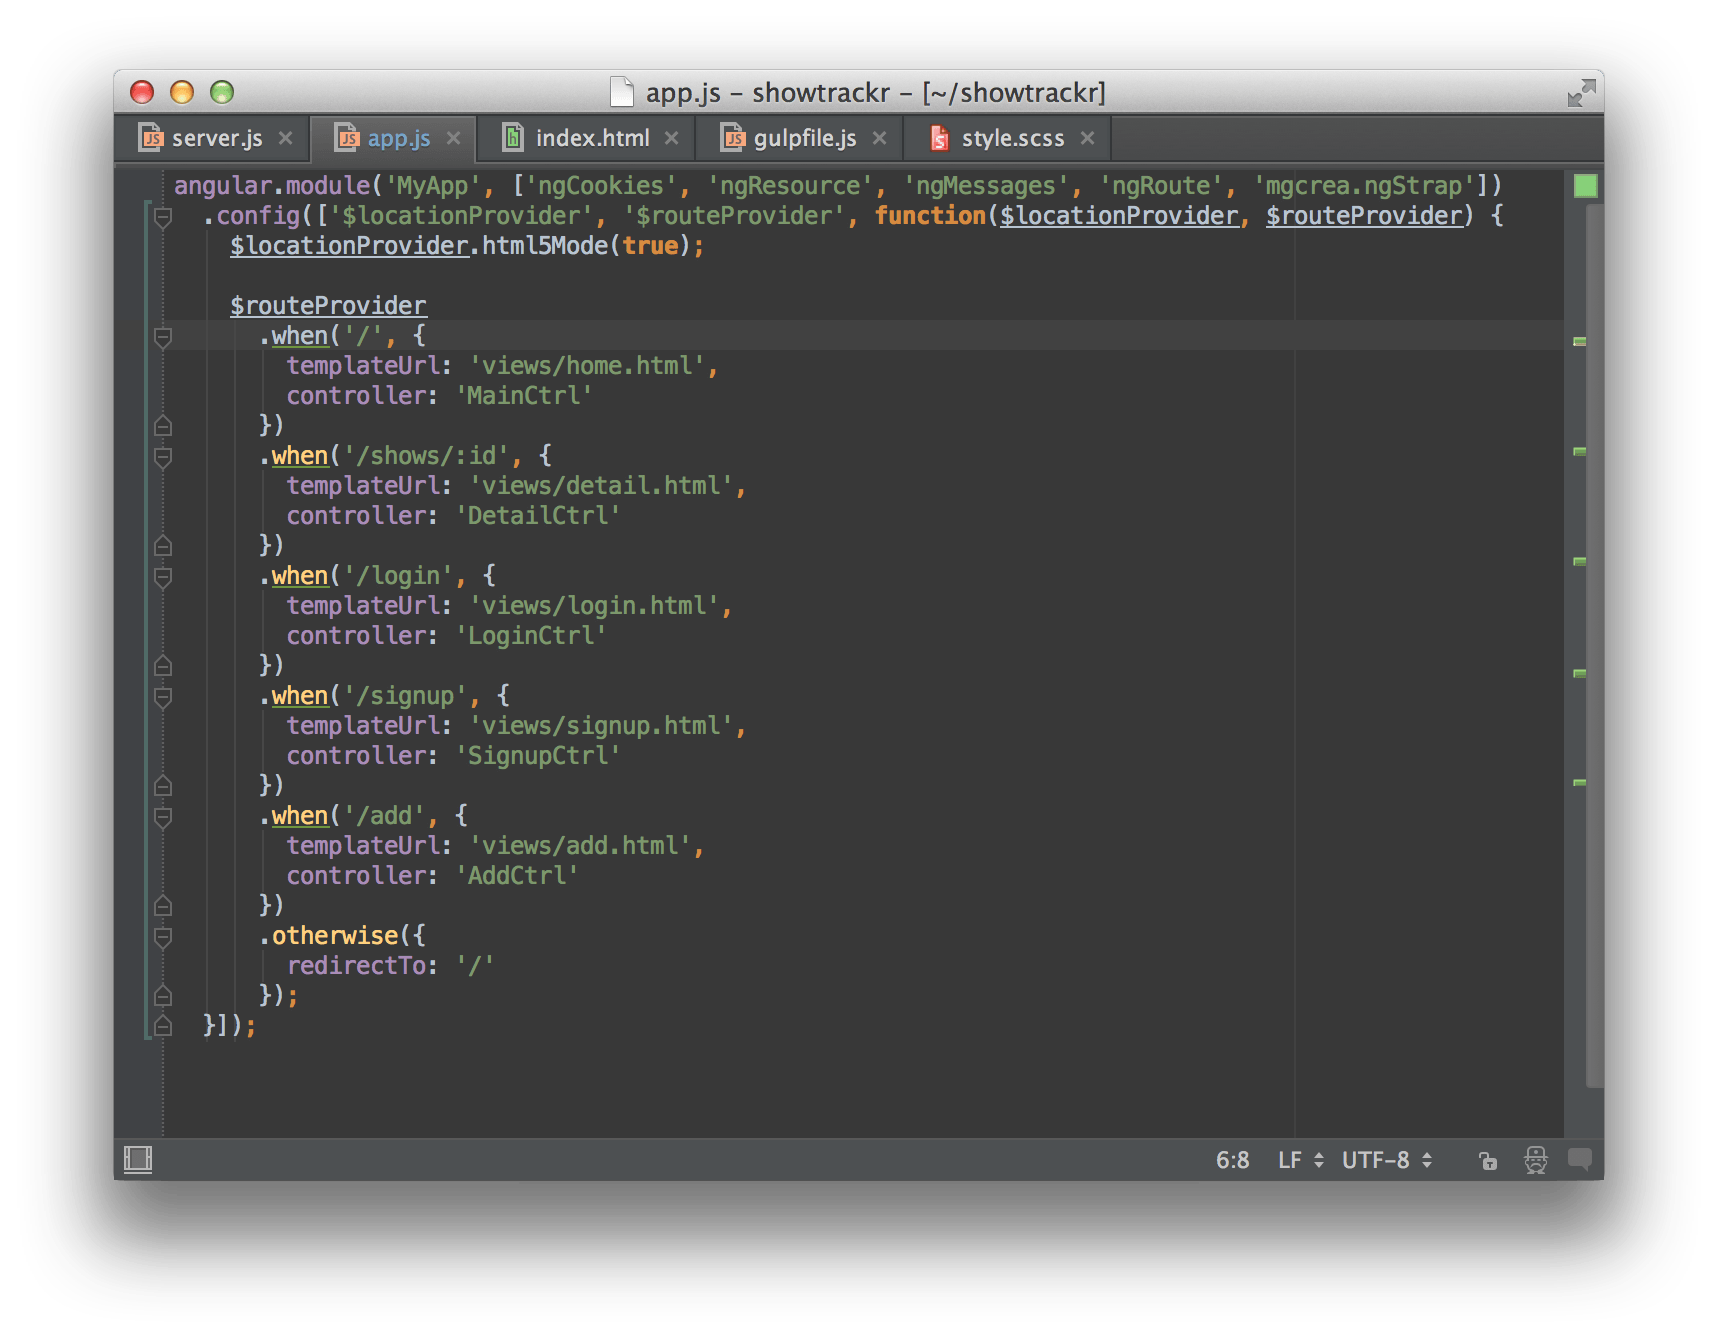 app.js – showtrackr – [~/showtrackr]
server.js app.js index.html gulpfile.js style.scss
angular.module('MyApp', ['ngCookies', 'ngResource', 'ngMessages', 'ngRoute', 'mgcrea.ngStrap'])
  .config(['$locationProvider', '$routeProvider', function($locationProvider, $routeProvider) {
    $locationProvider.html5Mode(true);

    $routeProvider
      .when('/', {
        templateUrl: 'views/home.html',
        controller: 'MainCtrl'
      })
      .when('/shows/:id', {
        templateUrl: 'views/detail.html',
        controller: 'DetailCtrl'
      })
      .when('/login', {
        templateUrl: 'views/login.html',
        controller: 'LoginCtrl'
      })
      .when('/signup', {
        templateUrl: 'views/signup.html',
        controller: 'SignupCtrl'
      })
      .when('/add', {
        templateUrl: 'views/add.html',
        controller: 'AddCtrl'
      })
      .otherwise({
        redirectTo: '/'
      });
  }]);
6:8 LF UTF-8